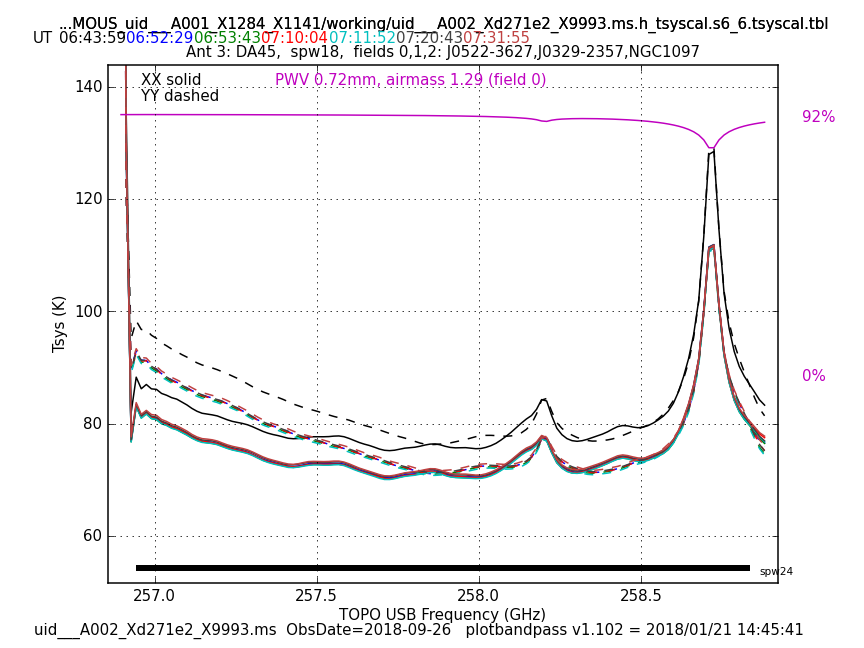 ...MOUS_uid___A001_X1284_X1141/working/uid___A002_Xd271e2_X9993.ms.h_tsyscal.s6_6.tsyscal.tbl
UT 06:43:59 06:52:29 06:53:43 07:10:04 07:11:52 07:20:43 07:31:55
Ant 3: DA45, spw18, fields 0,1,2: J0522-3627,J0329-2357,NGC1097
XX solid
YY dashed
PWV 0.72mm, airmass 1.29 (field 0)
92%
0%
140
120
100
80
60
Tsys (K)
spw24
257.0 257.5 258.0 258.5
TOPO USB Frequency (GHz)
uid___A002_Xd271e2_X9993.ms ObsDate=2018-09-26 plotbandpass v1.102 = 2018/01/21 14:45:41